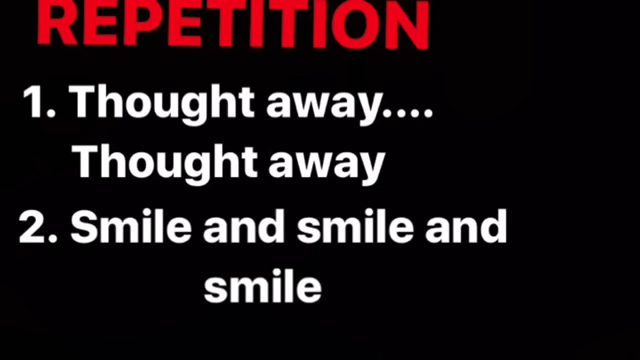 REPETITION
1. Thought away....
Thought away
2. Smile and smile and
smile